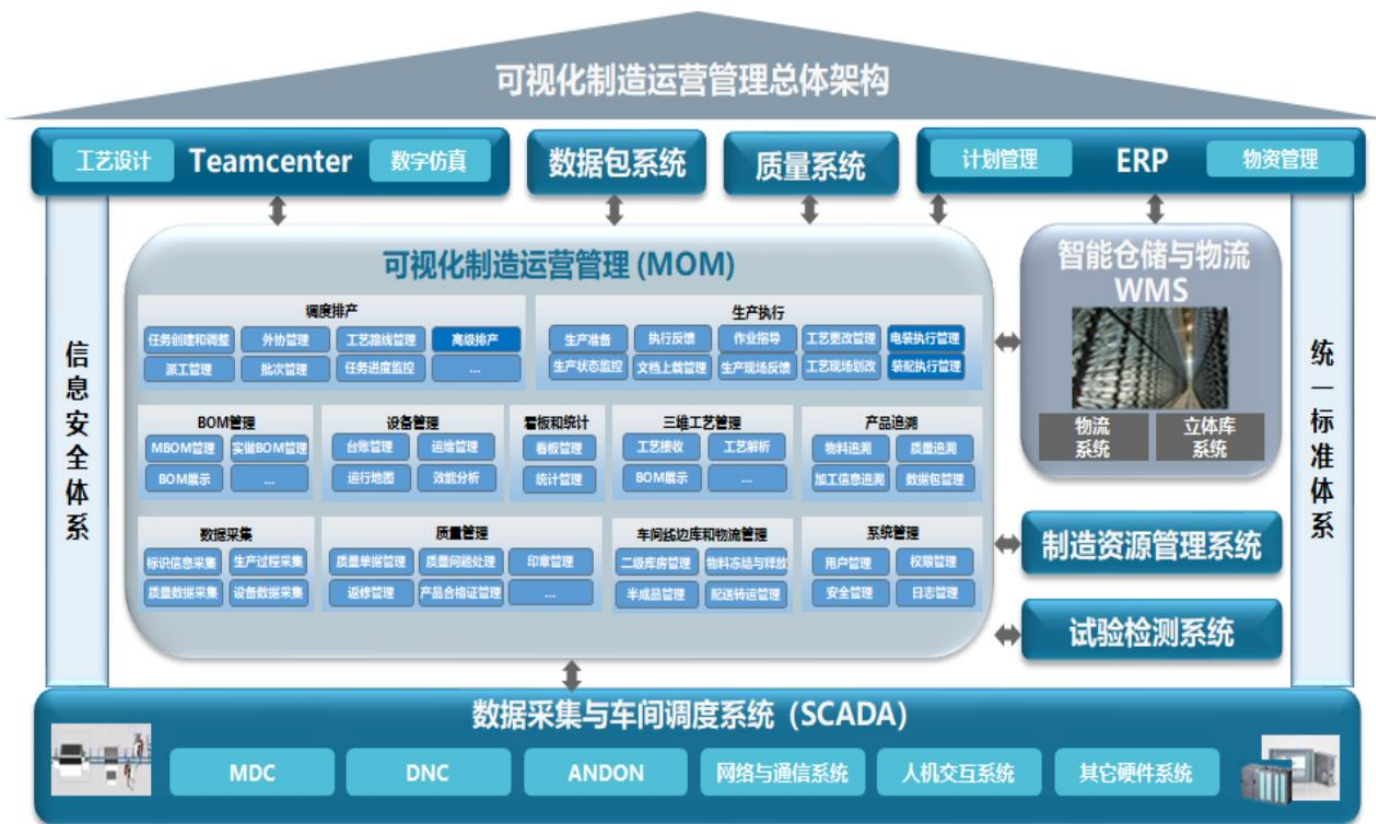 可视化制造运营管理总体架构
工艺设计 Teamcenter 数字仿真
数据包系统
质量系统
计划管理 ERP 物资管理
信息安全体系
统一标准体系
可视化制造运营管理 (MOM)
调度排产
任务创建和调整 外协管理 工艺路线管理 高级排产
派工管理 批次管理 任务进度监控 ...
生产执行
生产准备 执行反馈 作业指导 工艺更改管理 电装执行管理
生产状态监控 文档上载管理 生产现场反馈 工艺现场划改 装配执行管理
BOM管理
MBOM管理 实做BOM管理
BOM展示 ...
设备管理
台账管理 运维管理
运行地图 效能分析
看板和统计
看板管理
统计管理
三维工艺管理
工艺接收 工艺解析
BOM展示 ...
产品追溯
物料追溯 质量追溯
加工信息追溯 数据包管理
数据采集
标识信息采集 生产过程采集
质量数据采集 设备数据采集
质量管理
质量单据管理 质量问题处理 印章管理
返修管理 产品合格证管理 ...
车间线边库和物流管理
二级库房管理 物料冻结与释放
半成品管理 配送转运管理
系统管理
用户管理 权限管理
安全管理 日志管理
智能仓储与物流
WMS
物流
系统
立体库
系统
制造资源管理系统
试验检测系统
数据采集与车间调度系统（SCADA）
MDC DNC ANDON 网络与通信系统 人机交互系统 其它硬件系统